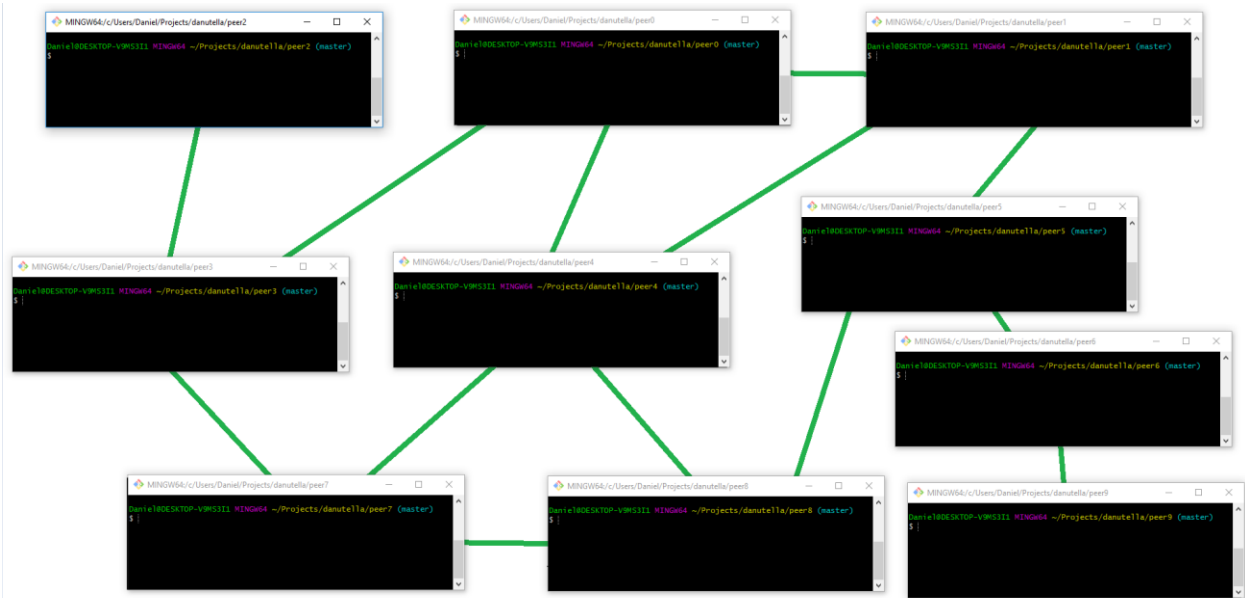 MINGW64:/c/Users/Daniel/Projects/danutella/peer2
Daniel@DESKTOP-V9MS3I1 MINGW64 ~/Projects/danutella/peer2 (master)
$
MINGW64:/c/Users/Daniel/Projects/danutella/peer0
Daniel@DESKTOP-V9MS3I1 MINGW64 ~/Projects/danutella/peer0 (master)
$
MINGW64:/c/Users/Daniel/Projects/danutella/peer1
Daniel@DESKTOP-V9MS3I1 MINGW64 ~/Projects/danutella/peer1 (master)
$
MINGW64:/c/Users/Daniel/Projects/danutella/peer5
Daniel@DESKTOP-V9MS3I1 MINGW64 ~/Projects/danutella/peer5 (master)
$
MINGW64:/c/Users/Daniel/Projects/danutella/peer3
Daniel@DESKTOP-V9MS3I1 MINGW64 ~/Projects/danutella/peer3 (master)
$
MINGW64:/c/Users/Daniel/Projects/danutella/peer4
Daniel@DESKTOP-V9MS3I1 MINGW64 ~/Projects/danutella/peer4 (master)
$
MINGW64:/c/Users/Daniel/Projects/danutella/peer6
Daniel@DESKTOP-V9MS3I1 MINGW64 ~/Projects/danutella/peer6 (master)
$
MINGW64:/c/Users/Daniel/Projects/danutella/peer7
Daniel@DESKTOP-V9MS3I1 MINGW64 ~/Projects/danutella/peer7 (master)
$
MINGW64:/c/Users/Daniel/Projects/danutella/peer8
Daniel@DESKTOP-V9MS3I1 MINGW64 ~/Projects/danutella/peer8 (master)
$
MINGW64:/c/Users/Daniel/Projects/danutella/peer9
Daniel@DESKTOP-V9MS3I1 MINGW64 ~/Projects/danutella/peer9 (master)
$